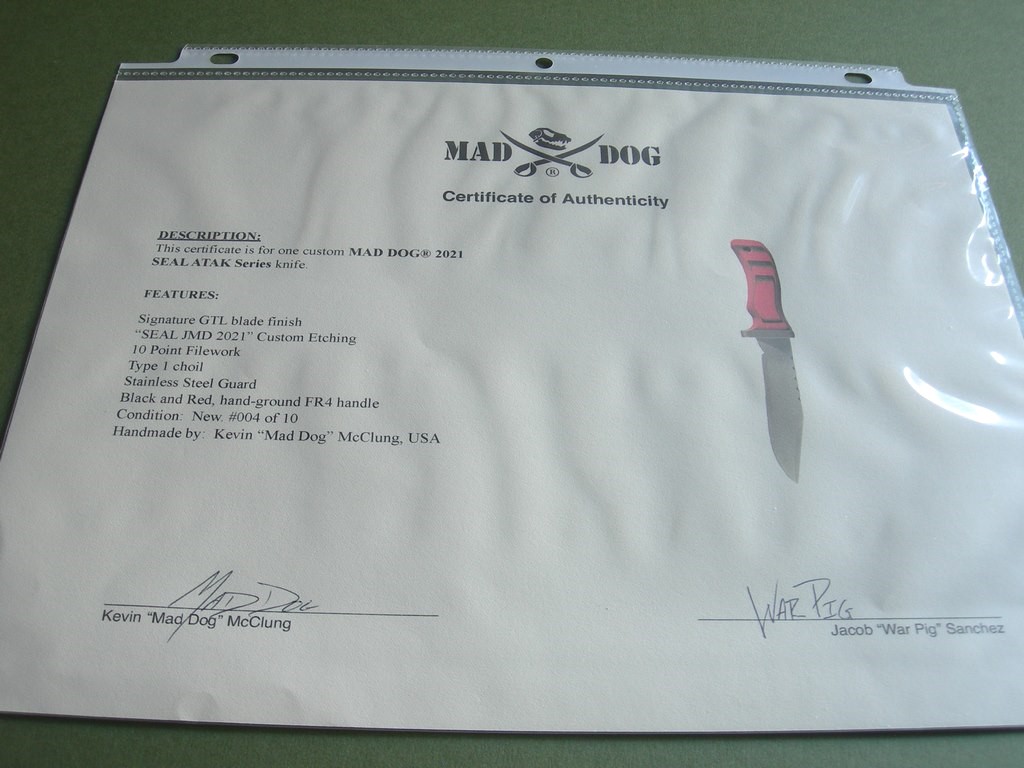 MAD DOG
®
Certificate of Authenticity
DESCRIPTION:
This certificate is for one custom MAD DOG® 2021
SEAL ATAK Series knife.
FEATURES:
Signature GTL blade finish
“SEAL JMD 2021” Custom Etching
10 Point Filework
Type 1 choil
Stainless Steel Guard
Black and Red, hand-ground FR4 handle
Condition: New. #004 of 10
Handmade by: Kevin “Mad Dog” McClung, USA
MAD DOG
Kevin “Mad Dog” McClung
WAR PIG
Jacob “War Pig” Sanchez